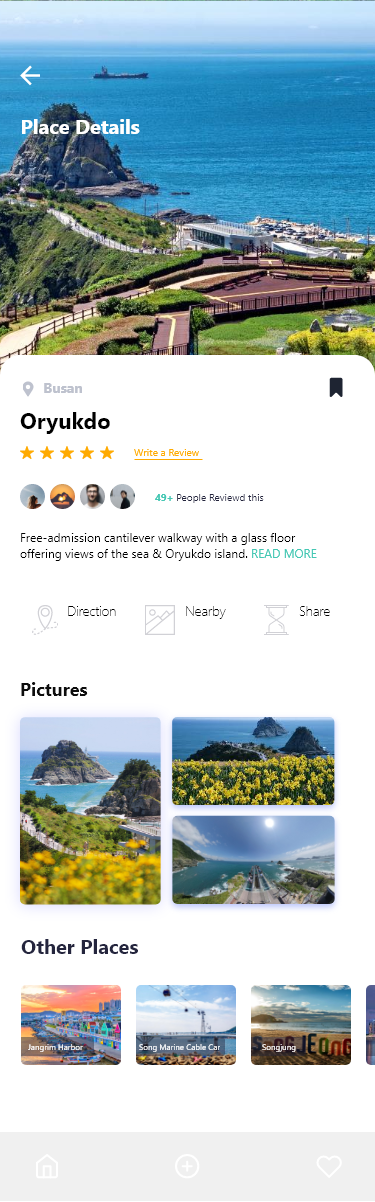 Place Details
Busan
Oryukdo
Write a Review
49+ People Reviewd this
Free-admission cantilever walkway with a glass floor
offering views of the sea & Oryukdo island. READ MORE
Direction
Nearby
Share
Pictures
Other Places
Jangrim Harbor
Song Marine Cable Car
Songjung